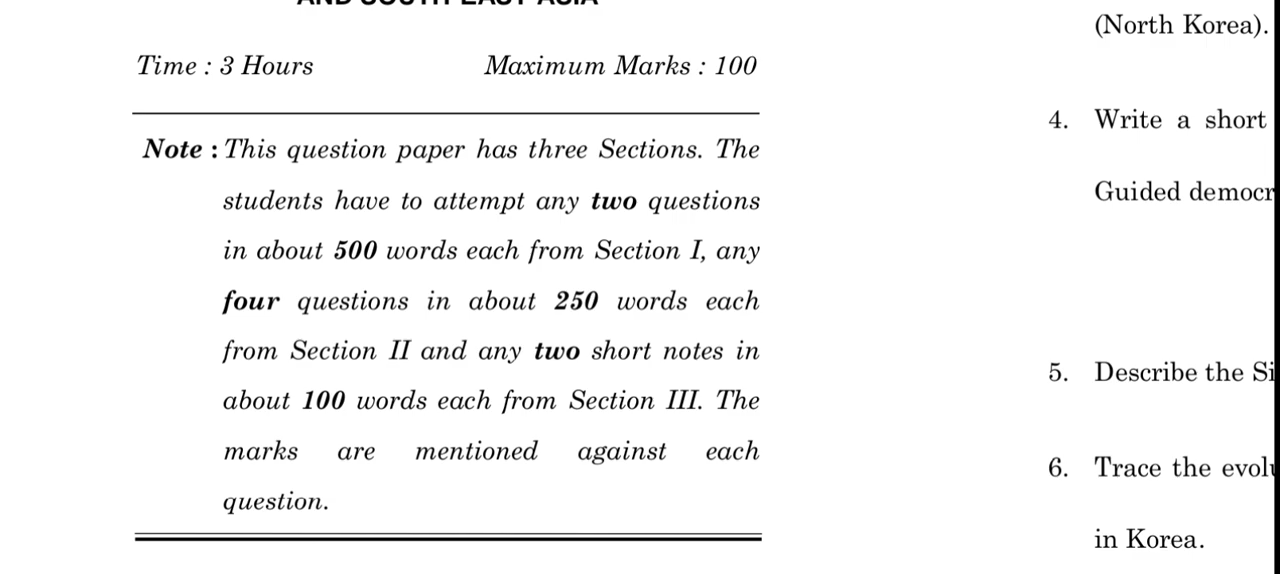 AND SOUTH EAST ASIA
Time : 3 Hours Maximum Marks : 100
Note : This question paper has three Sections. The
students have to attempt any two questions
in about 500 words each from Section I, any
four questions in about 250 words each
from Section II and any two short notes in
about 100 words each from Section III. The
marks are mentioned against each
question.
(North Korea).
4. Write a short
Guided democr
5. Describe the Si
6. Trace the evol
in Korea.